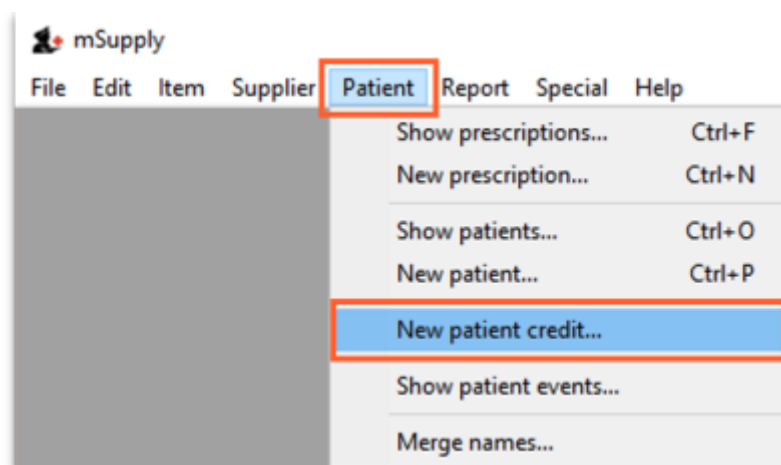 mSupply
File Edit Item Supplier Patient Report Special Help
Show prescriptions... Ctrl+F
New prescription... Ctrl+N
Show patients... Ctrl+O
New patient... Ctrl+P
New patient credit...
Show patient events...
Merge names...